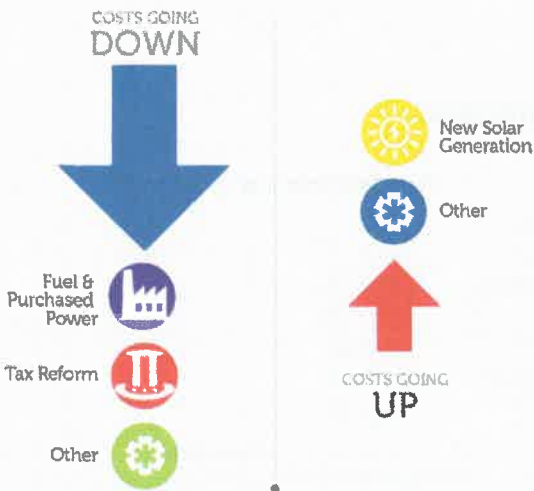 COSTS GOING
DOWN
Fuel &
Purchased
Power
Tax Reform
Other
New Solar
Generation
Other
COSTS GOING
UP